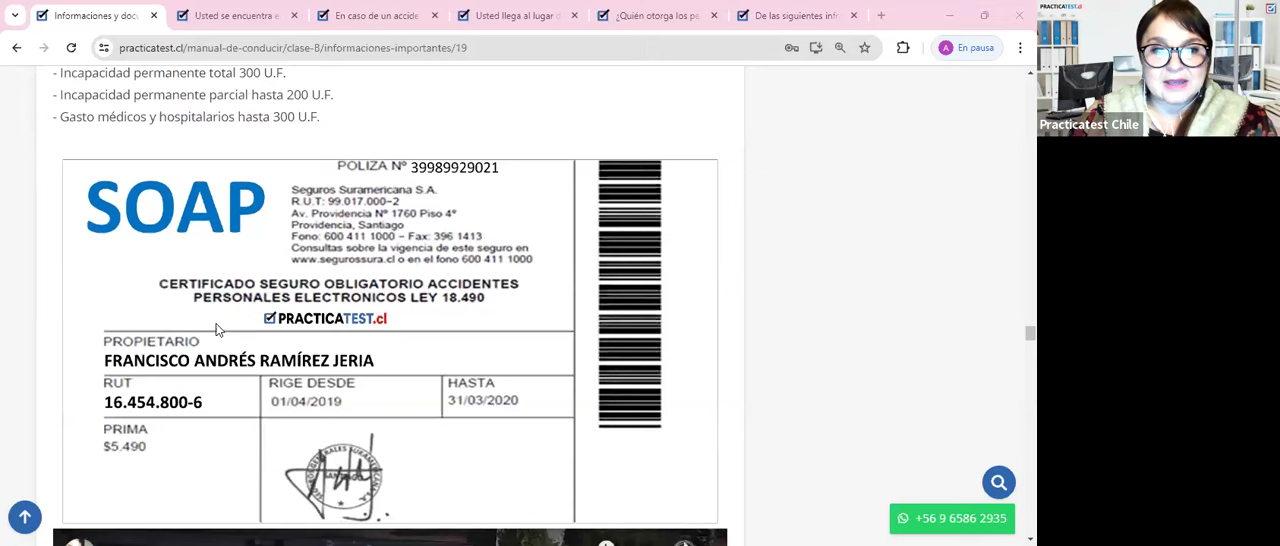 Informaciones y doc
Usted se encuentra e
En caso de un accide
Usted llega al lugar d
¿Quién otorga los pe
De las siguientes infr
practicatest.cl/manual-de-conducir/clase-B/informaciones-importantes/19
A En pausa
- Incapacidad permanente total 300 U.F.
- Incapacidad permanente parcial hasta 200 U.F.
- Gasto médicos y hospitalarios hasta 300 U.F.
POLIZA Nº 39989929021
SOAP
Seguros Suramericana S.A.
R.U.T: 99.017.000-2
Av. Providencia Nº 1760 Piso 4º
Providencia, Santiago
Fono: 600 411 1000 - Fax: 396 1413
Consultas sobre la vigencia de este seguro en
www.segurossura.cl o en el fono 600 411 1000
CERTIFICADO SEGURO OBLIGATORIO ACCIDENTES
PERSONALES ELECTRONICOS LEY 18.490
PRACTICATEST.cl
PROPIETARIO
FRANCISCO ANDRÉS RAMÍREZ JERIA
RUT
16.454.800-6
RIGE DESDE
01/04/2019
HASTA
31/03/2020
PRIMA
$5.490
+56 9 6586 2935
PRACTICATEST.cl
Practicatest Chile